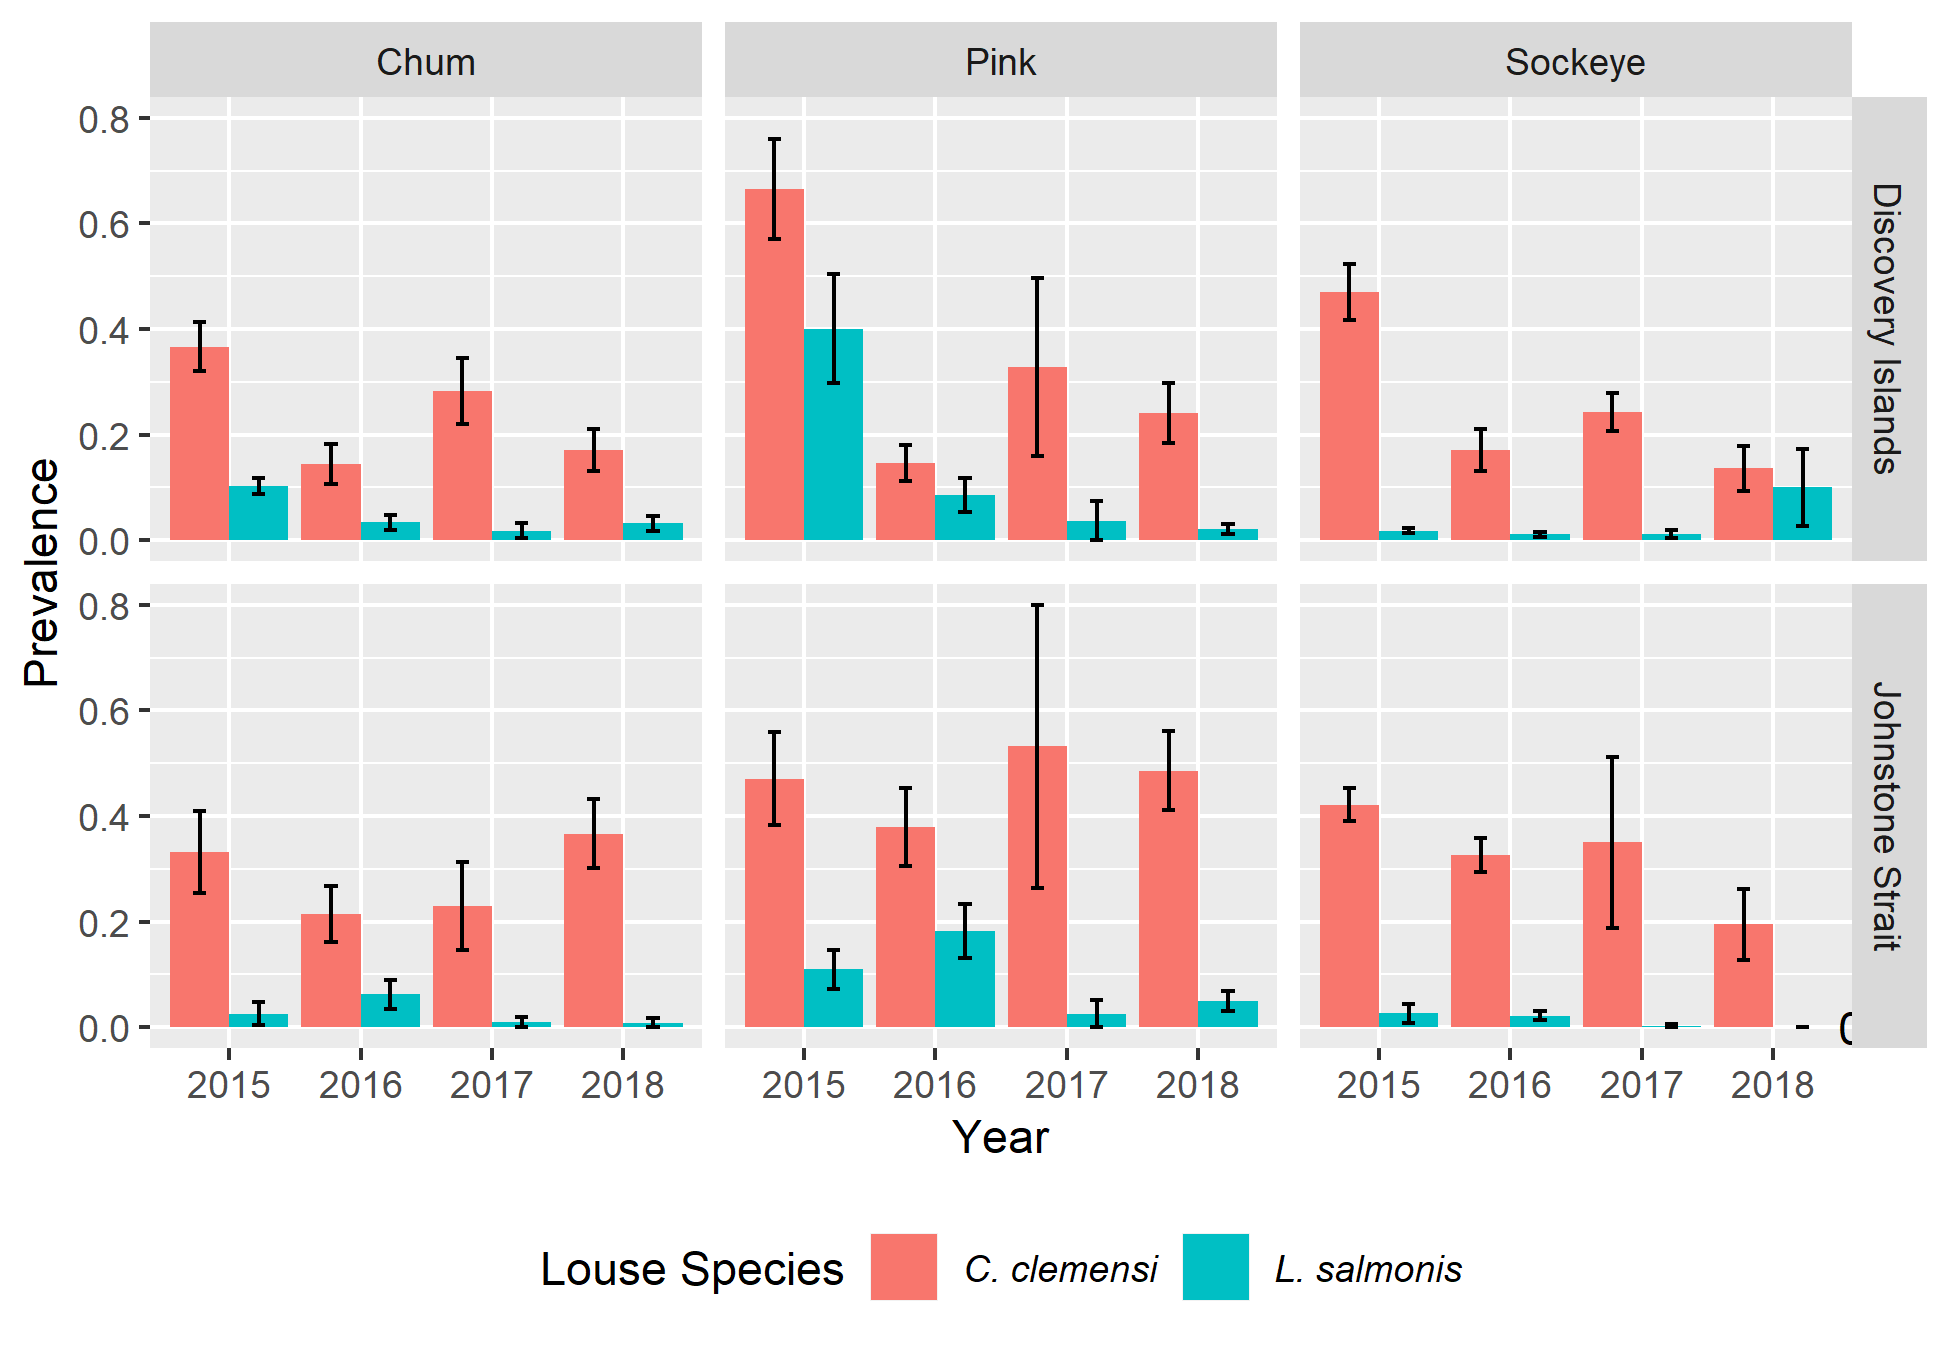 Chum Pink Sockeye
0.8
0.6
0.4
0.2
0.0
Discovery Islands
Prevalence
0.8
0.6
0.4
0.2
0.0
Johnstone Strait
2015 2016 2017 2018 2015 2016 2017 2018 2015 2016 2017 2018
Year
Louse Species C. clemensi L. salmonis